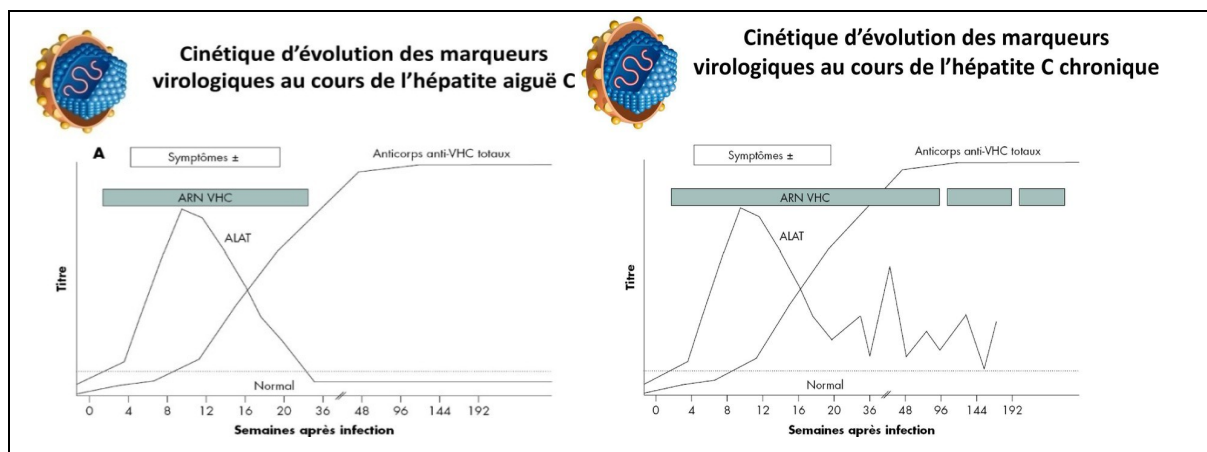 Cinétique d'évolution des marqueurs
virologiques au cours de l'hépatite aiguë C
A
Symptômes ±
Anticorps anti-VHC totaux
ARN VHC
ALAT
Titre
Normal
0 4 8 12 16 20 36 48 96 144 192
Semaines après infection
Cinétique d'évolution des marqueurs
virologiques au cours de l'hépatite C chronique
Symptômes ±
Anticorps anti-VHC totaux
ARN VHC
ALAT
Titre
Normal
0 4 8 12 16 20 36 48 96 144 192
Semaines après infection